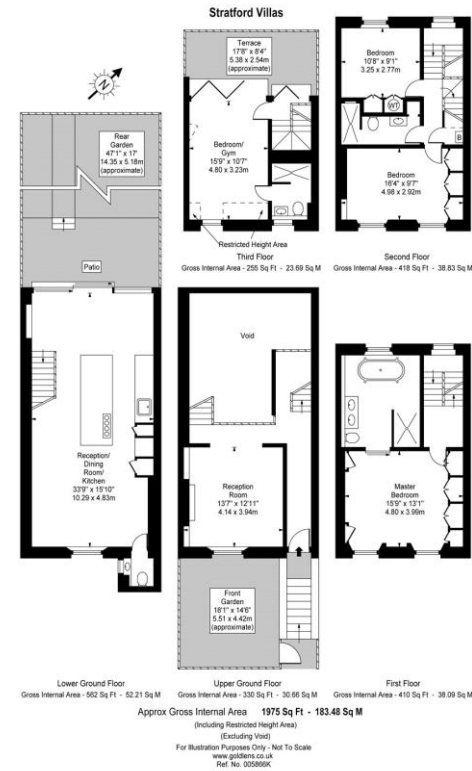 Stratford Villas
Terrace
17'8" x 8'4"
5.38 x 2.54m
(approximate)
Bedroom
10'8" x 9'1"
3.25 x 2.77m
WT
N
Rear
Garden
47'1" x 17'
14.35 x 5.18m
(approximate)
Bedroom/
Gym
15'9" x 10'7"
4.80 x 3.23m
B
Bedroom
16'4" x 9'7"
4.98 x 2.92m
Restricted Height Area
Third Floor
Gross Internal Area - 255 Sq Ft - 23.69 Sq M
Second Floor
Gross Internal Area - 418 Sq Ft - 38.83 Sq M
Patio
Void
Reception/
Dining
Room/
Kitchen
33'9" x 15'10"
10.29 x 4.83m
Reception
Room
13'7" x 12'11"
4.14 x 3.94m
Master
Bedroom
15'9" x 13'1"
4.80 x 3.99m
Front
Garden
18'1" x 14'6"
5.51 x 4.42m
(approximate)
Lower Ground Floor
Gross Internal Area - 562 Sq Ft - 52.21 Sq M
Upper Ground Floor
Gross Internal Area - 330 Sq Ft - 30.66 Sq M
First Floor
Gross Internal Area - 410 Sq Ft - 38.09 Sq M
Approx Gross Internal Area 1975 Sq Ft - 183.48 Sq M
(Including Restricted Height Area)
(Excluding Void)
For Illustration Purposes Only - Not To Scale
www.goldlens.co.uk
Ref. No. 005866K